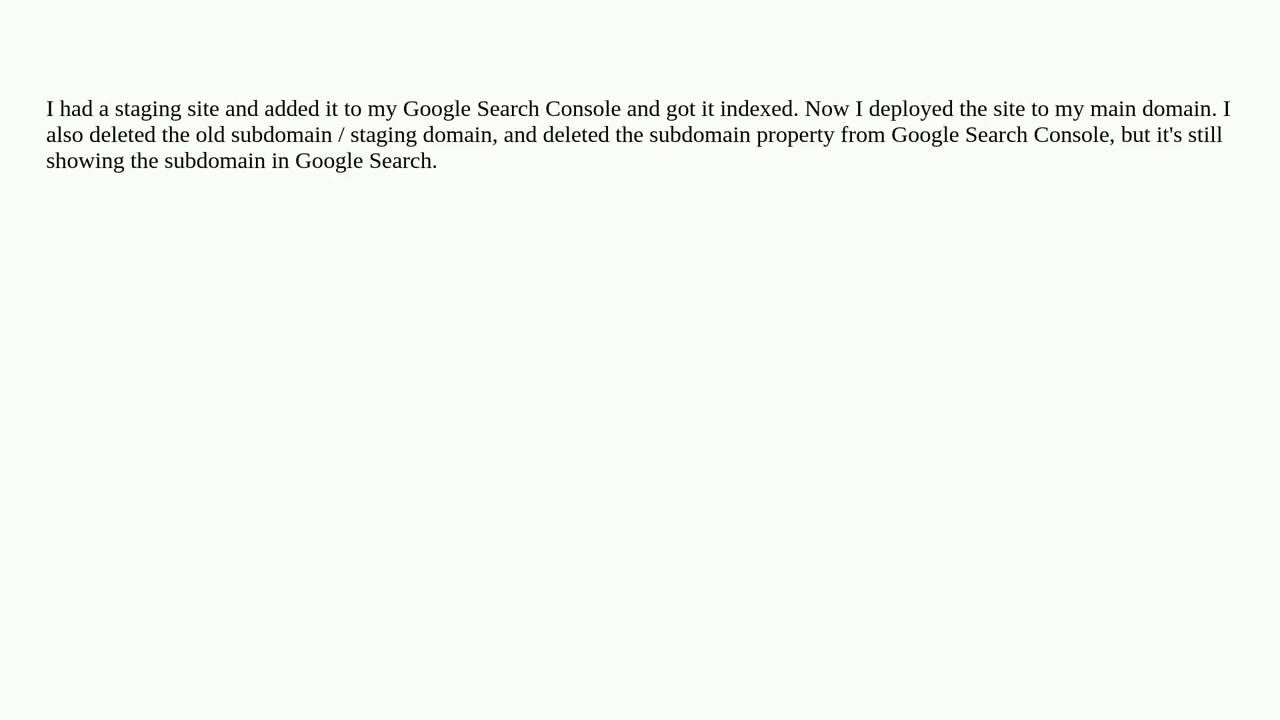 I had a staging site and added it to my Google Search Console and got it indexed. Now I deployed the site to my main domain. I
also deleted the old subdomain / staging domain, and deleted the subdomain property from Google Search Console, but it's still
showing the subdomain in Google Search.